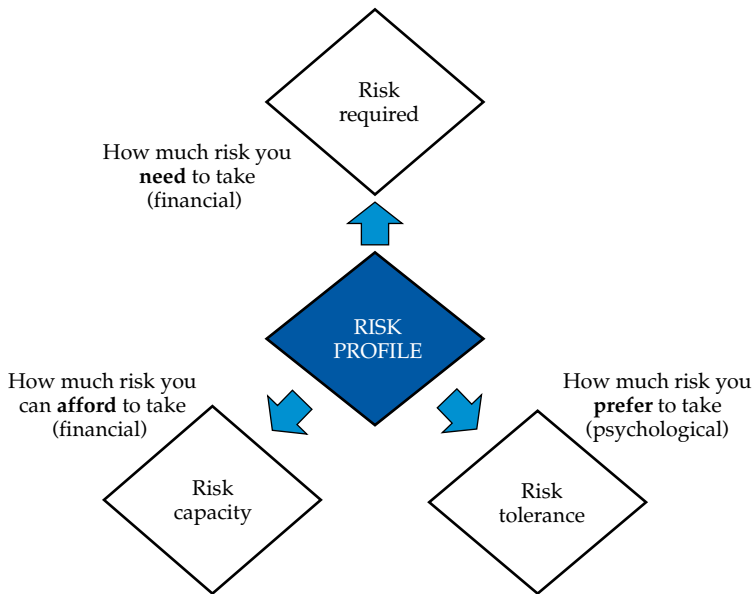 Risk
required
How much risk you
need to take
(financial)
RISK
PROFILE
How much risk you
can afford to take
(financial)
How much risk you
prefer to take
(psychological)
Risk
capacity
Risk
tolerance